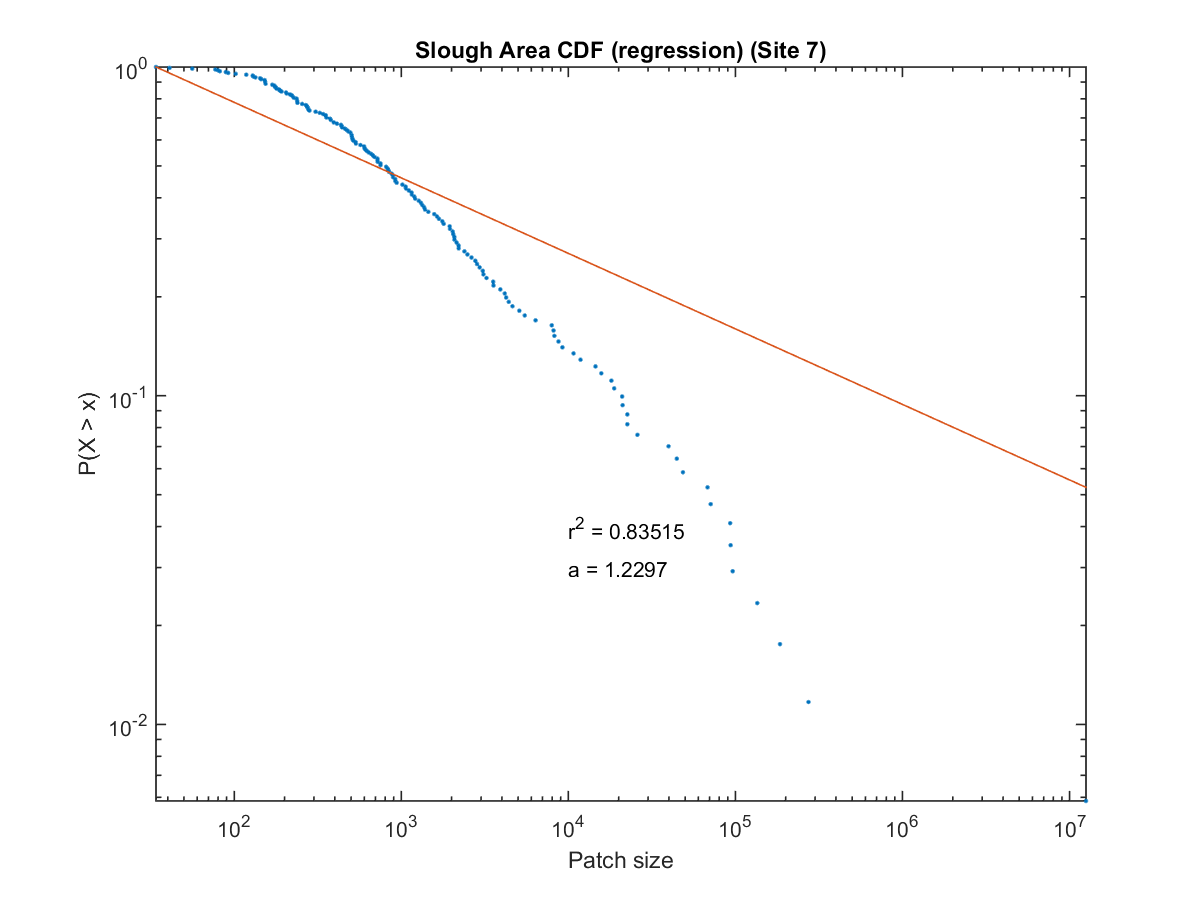 Slough Area CDF (regression) (Site 7)
10^0
10^-1
10^-2
P(X > x)
r^2 = 0.83515
a = 1.2297
10^2 10^3 10^4 10^5 10^6 10^7
Patch size